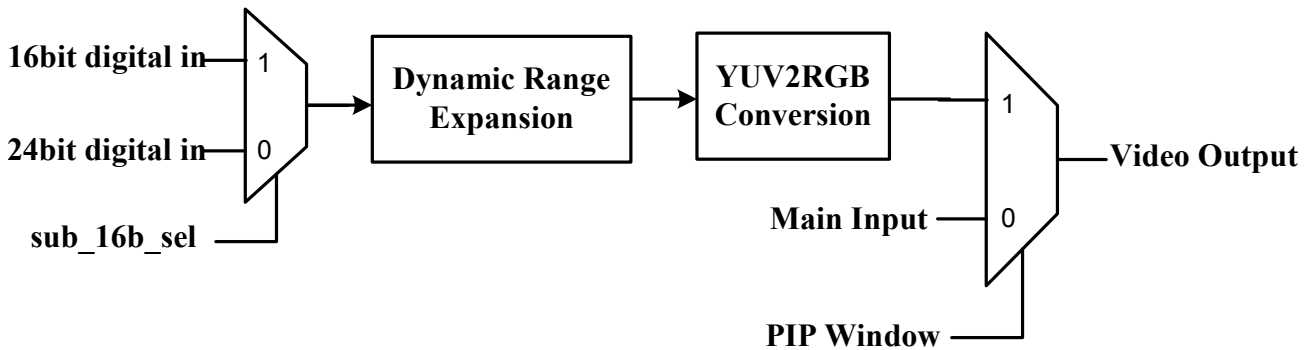 16bit digital in
1
24bit digital in
0
sub_16b_sel
Dynamic Range
Expansion
YUV2RGB
Conversion
1
Main Input
0
PIP Window
Video Output